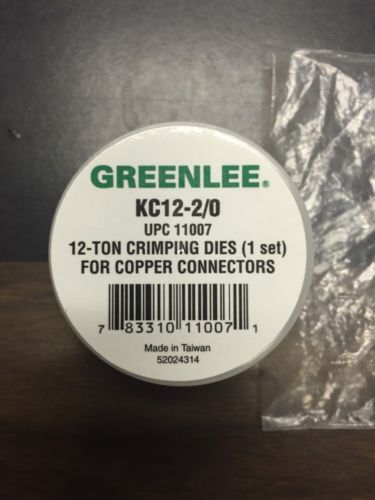 GREENLEE®
KC12-2/0
UPC 11007
12-TON CRIMPING DIES (1 set)
FOR COPPER CONNECTORS
7 83310 11007 1
Made in Taiwan
52024314